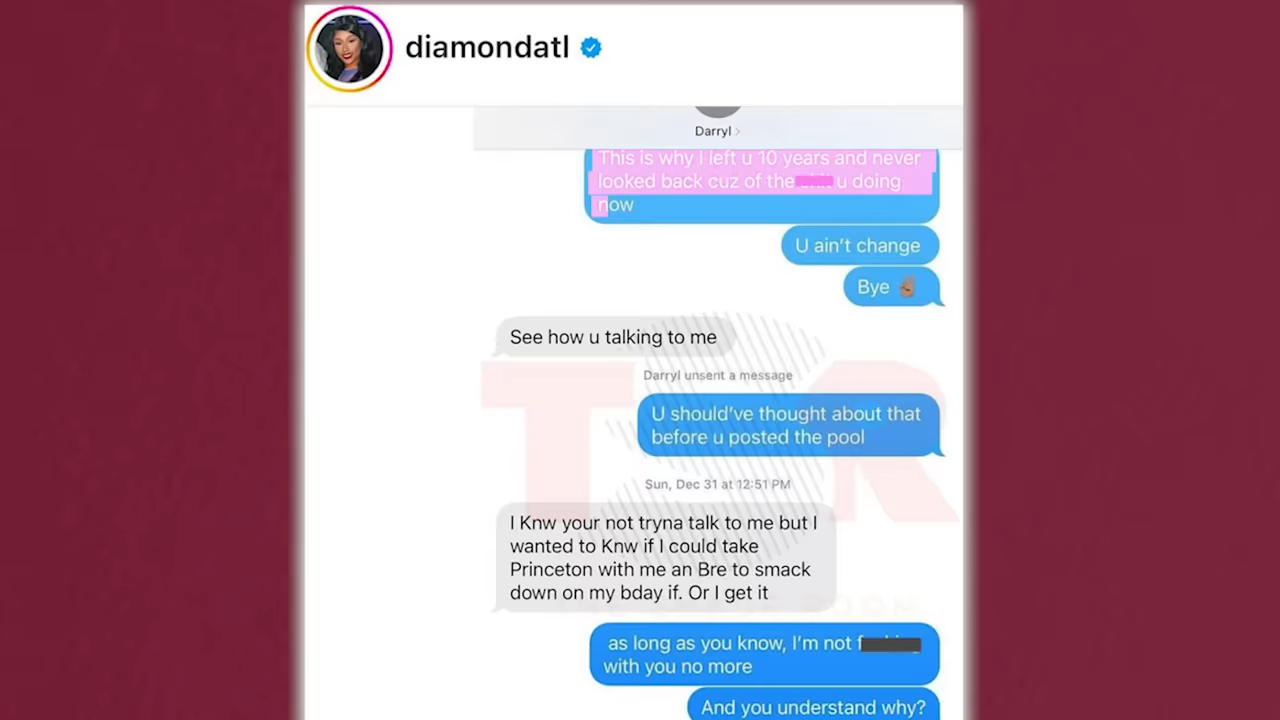 diamondatl
Darryl >
This is why I left u 10 years and never
looked back cuz of the u doing
now
U ain't change
Bye
See how u talking to me
Darryl unsent a message
U should've thought about that
before u posted the pool
Sun, Dec 31 at 12:51 PM
I Knw your not tryna talk to me but I
wanted to Knw if I could take
Princeton with me an Bre to smack
down on my bday if. Or I get it
as long as you know, I'm not
with you no more
And you understand why?